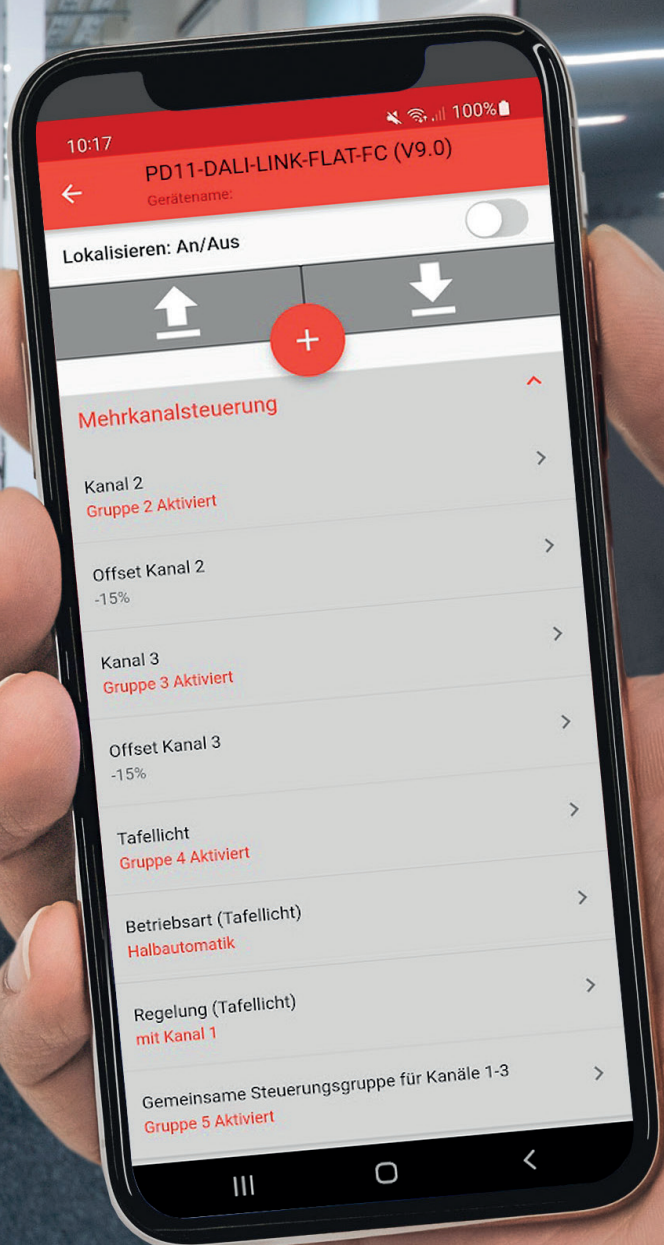 10:17
100%
PD11-DALI-LINK-FLAT-FC (V9.0)
Gerätename:
Lokalisieren: An/Aus
Mehrkanalsteuerung
Kanal 2
Gruppe 2 Aktiviert
Offset Kanal 2
-15%
Kanal 3
Gruppe 3 Aktiviert
Offset Kanal 3
-15%
Tafellicht
Gruppe 4 Aktiviert
Betriebsart (Tafellicht)
Halbautomatik
Regelung (Tafellicht)
mit Kanal 1
Gemeinsame Steuerungsgruppe für Kanäle 1-3
Gruppe 5 Aktiviert